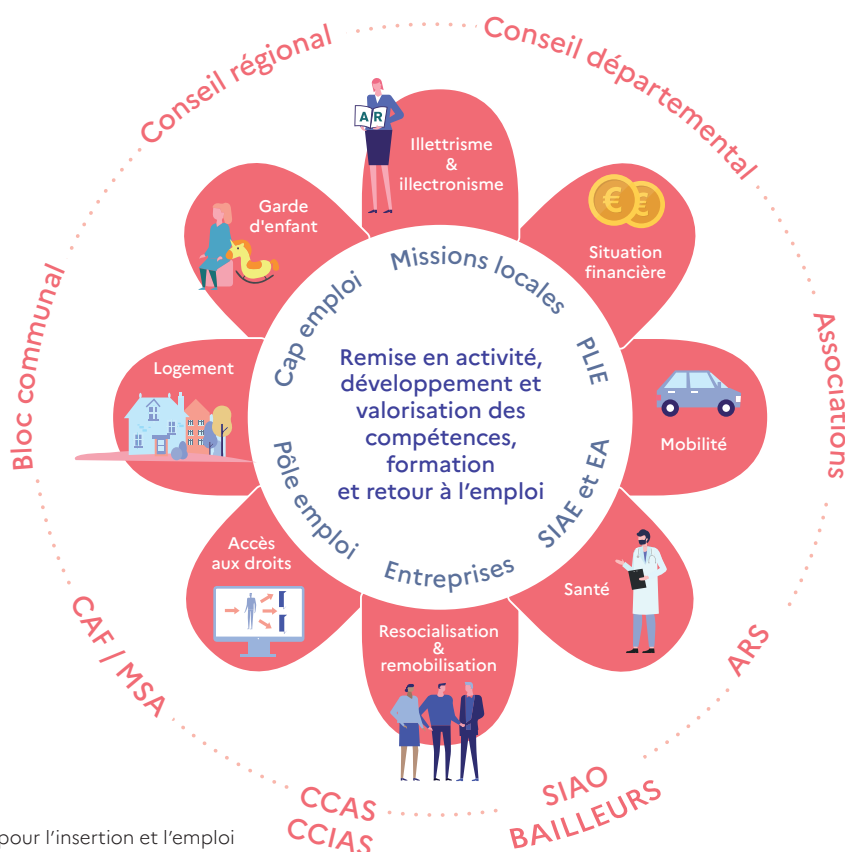 Conseil régional
Conseil départemental
Bloc communal
Associations
CAF / MSA
ARS
CCAS
CCIAS
SIAO
BAILLEURS
AR
Illettrisme
&
illectronisme
Garde
d'enfant
Situation
financière
Logement
Mobilité
Accès
aux droits
Santé
Resocialisation
&
remobilisation
Cap emploi
Missions locales
PLIE
Pôle emploi
Entreprises
SIAE et EA
Remise en activité,
développement et
valorisation des
compétences,
formation
et retour à l'emploi
€
€
pour l'insertion et l'emploi